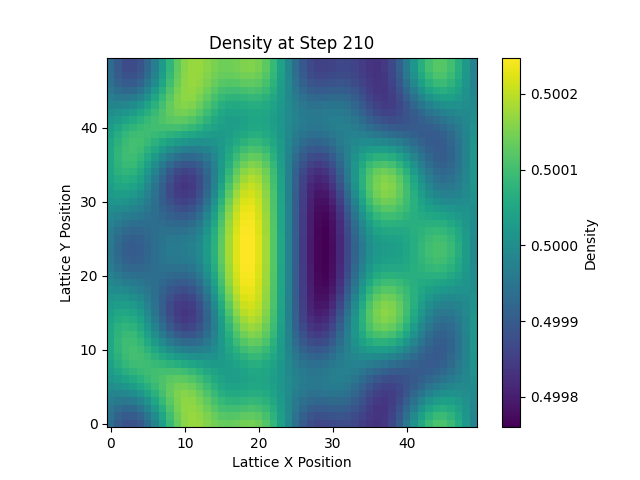 Density at Step 210
Lattice Y Position
40
30
20
10
0
0 10 20 30 40
Lattice X Position
0.5002
0.5001
0.5000
0.4999
0.4998
Density